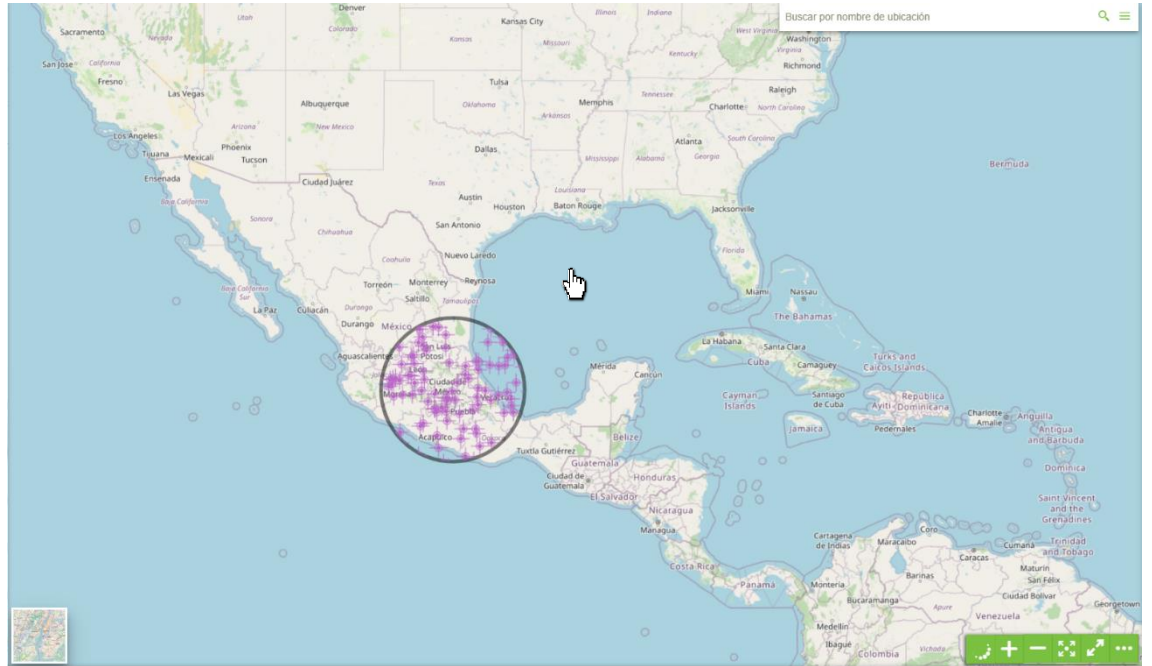 Buscar por nombre de ubicación
Denver
Utah
Colorado
Kansas City
Kansas
Missouri
Illinois
Indiana
West Virginia
Washington
Virginia
Kentucky
Richmond
Sacramento
Nevada
San Jose
California
Fresno
Las Vegas
Albuquerque
Tulsa
Oklahoma
Arkansas
Memphis
Tennessee
Raleigh
Charlotte
North Carolina
Los Angeles
Arizona
New Mexico
Phoenix
Tijuana
Mexicali
Tucson
Dallas
Mississippi
Alabama
Atlanta
South Carolina
Georgia
Bermuda
Ensenada
Baja California
Ciudad Juárez
Texas
Austin
Houston
Louisiana
Baton Rouge
Jacksonville
Sonora
Chihuahua
San Antonio
Coahuila
Nuevo Laredo
Florida
Baja California
Sur
Torreón
Monterrey
Reynosa
Saltillo
Tamaulipas
Miami
Nassau
The Bahamas
La Paz
Culiacán
Durango
Durango
México
La Habana
Santa Clara
Cuba
Camaguey
Turks and
Caicos Islands
Aguascalientes
San Luis
Potosí
León
Ciudad de
México
Veracruz
Puebla
Acapulco
Mérida
Cancún
Cayman
Islands
Santiago
de Cuba
Jamaica
Ayiti
República
Dominicana
Pedernales
Charlotte
Amalie
Anguilla
Antigua
and Barbuda
Dominica
Saint Vincent
and the
Grenadines
Trinidad
and Tobago
Tuxtla Gutiérrez
Belize
Guatemala
Ciudad de
Guatemala
Honduras
El Salvador
Nicaragua
Managua
Costa Rica
Panama
Cartagena
de Indias
Maracaibo
Coro
Caracas
Cumaná
Maturín
San Félix
Barinas
Montería
Bucaramanga
Apure
Ciudad Bolívar
Georgetown
Venezuela
Medellín
Ibagué
Colombia
Vichada